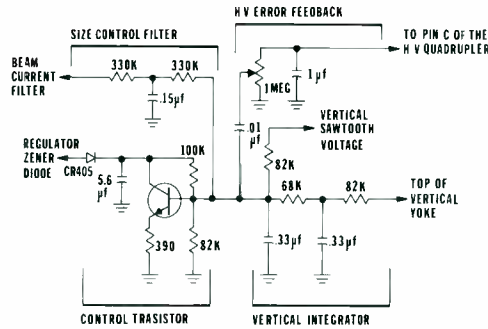 SIZE CONTROL FILTER
H V ERROR FEEDBACK
TO PIN C OF THE
H V QUADRUPLER
BEAM
CURRENT
FILTER
330K
330K
.15µf
1MEG
1µf
.01
µf
VERTICAL
SAWTOOTH
VOLTAGE
REGULATOR
ZENER
DIODE
CR405
5.6
µf
100K
82K
68K
82K
TOP OF
VERTICAL
YOKE
390
82K
.33µf
.33µf
CONTROL TRASISTOR
VERTICAL INTEGRATOR